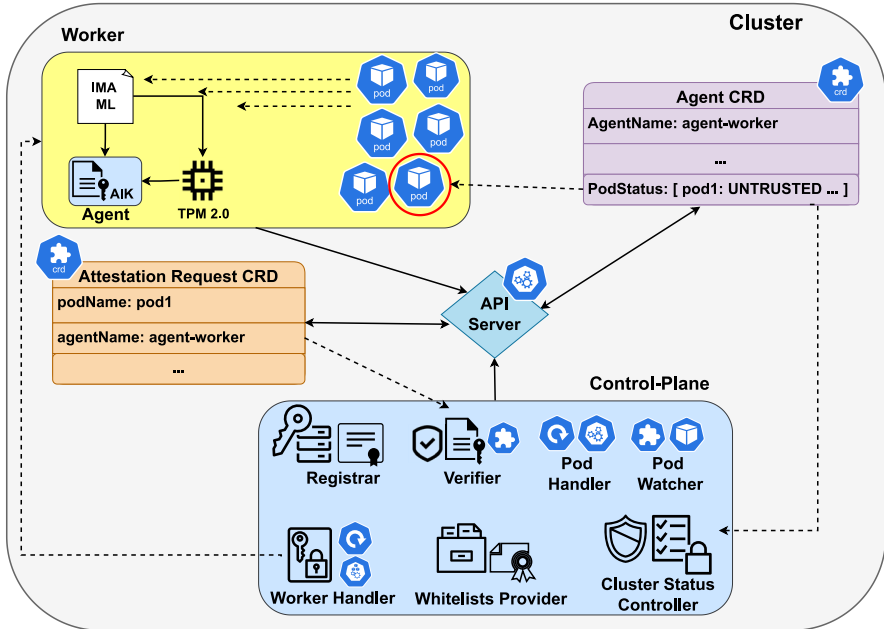 Cluster
Worker
IMA
ML
pod
pod
pod
pod
pod
pod
AIK
Agent
TPM 2.0
crd
Agent CRD
AgentName: agent-worker
...
PodStatus: [ pod1: UNTRUSTED ... ]
crd
Attestation Request CRD
podName: pod1
agentName: agent-worker
...
API
Server
Control-Plane
Registrar
Verifier
Pod
Handler
Pod
Watcher
Worker Handler
Whitelists Provider
Cluster Status
Controller